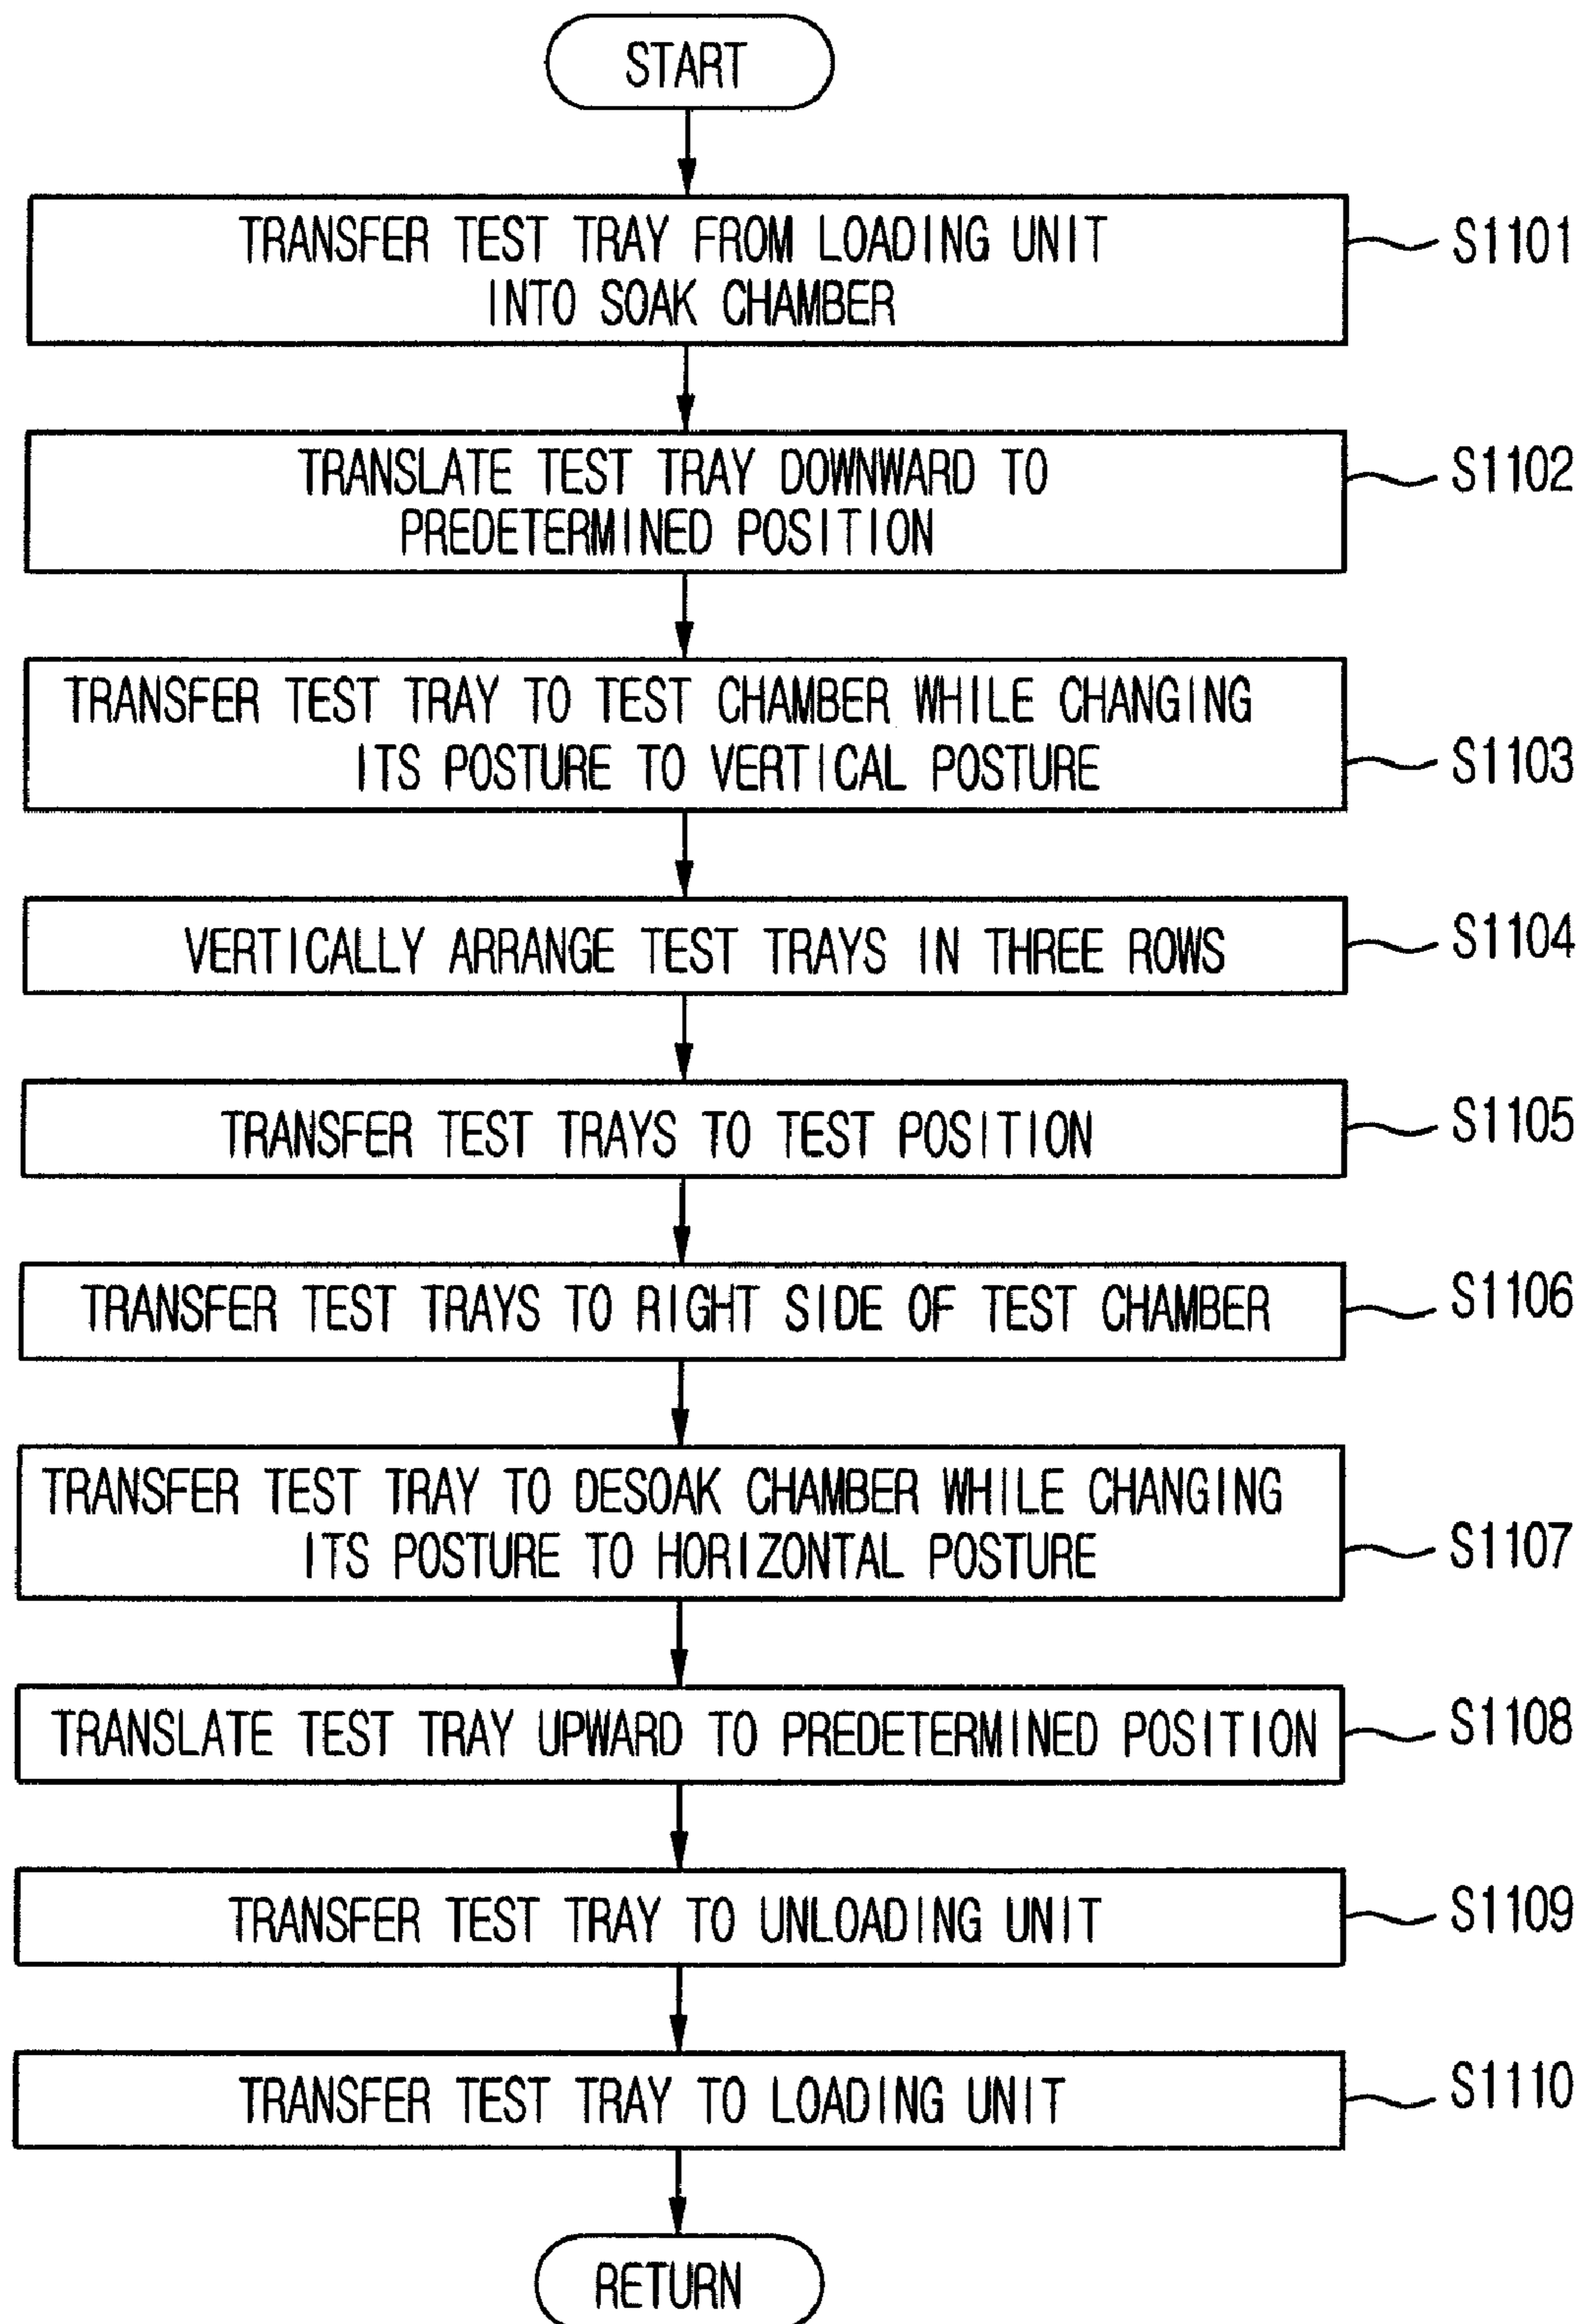 START
TRANSFER TEST TRAY FROM LOADING UNIT
INTO SOAK CHAMBER
S1101
TRANSLATE TEST TRAY DOWNWARD TO
PREDETERMINED POSITION
S1102
TRANSFER TEST TRAY TO TEST CHAMBER WHILE CHANGING
ITS POSTURE TO VERTICAL POSTURE
S1103
VERTICALLY ARRANGE TEST TRAYS IN THREE ROWS
S1104
TRANSFER TEST TRAYS TO TEST POSITION
S1105
TRANSFER TEST TRAYS TO RIGHT SIDE OF TEST CHAMBER
S1106
TRANSFER TEST TRAY TO DESOAK CHAMBER WHILE CHANGING
ITS POSTURE TO HORIZONTAL POSTURE
S1107
TRANSLATE TEST TRAY UPWARD TO PREDETERMINED POSITION
S1108
TRANSFER TEST TRAY TO UNLOADING UNIT
S1109
TRANSFER TEST TRAY TO LOADING UNIT
S1110
RETURN